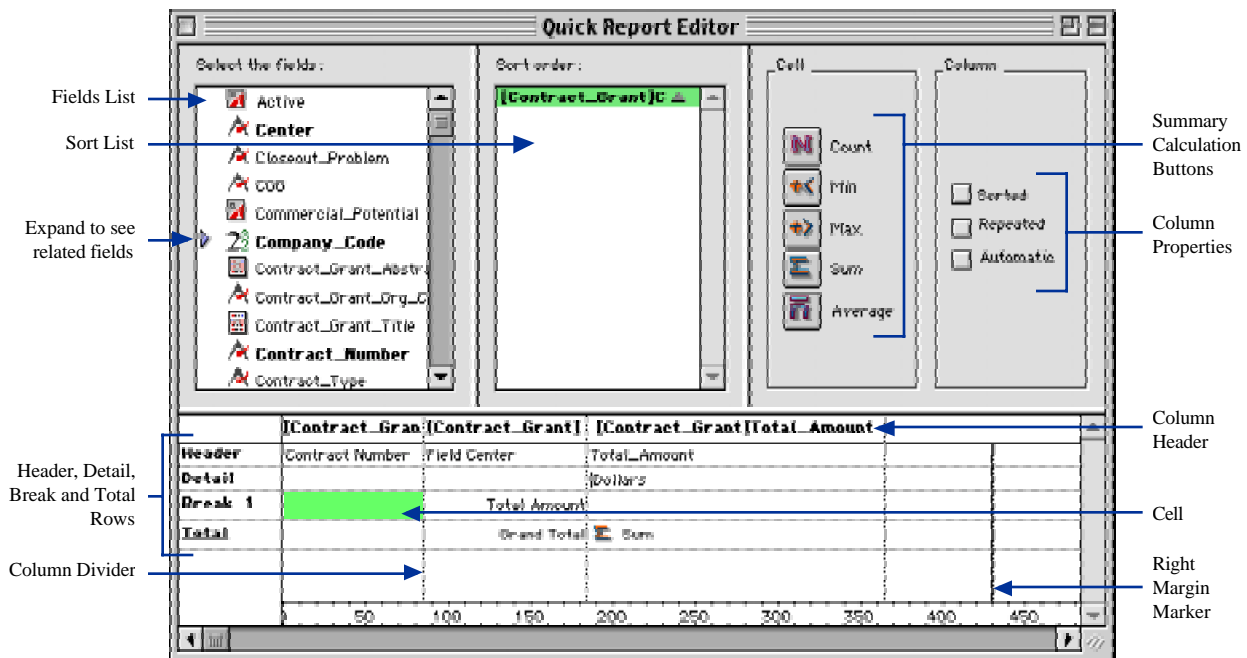 Quick Report Editor
Select the fields:
Sort order:
Cell
Column
Fields List
Active
[Contract_Grant]C
Center
Sort List
Closeout_Problem
Commercial_Potential
Expand to see
related fields
Company_Code
Contract_Grant_Abstr
Contract_Grant_Org_C
Contract_Grant_Title
Contract_Number
Contract_Type
Count
Min
Max.
Sum
Average
Sorted
Repeated
Automatic
Summary
Calculation
Buttons
Column
Properties
[Contract_Gran [Contract_Grant] [Contract_Grant]Total_Amount
Column
Header
Header Contract Number Field Center Total_Amount
Detail Dollars
Break 1 Total Amount
Total Grand Total Sum
Header, Detail,
Break and Total
Rows
Cell
Column Divider
Right
Margin
Marker
0 50 100 150 200 250 300 350 400 450